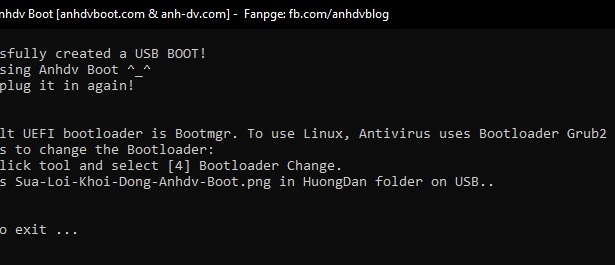 nhdv Boot [anhdvboot.com & anh-dv.com] - Fanpge: fb.com/anhdvblog
sfully created a USB BOOT!
sing Anhdv Boot ^_^
plug it in again!
lt UEFI bootloader is Bootmgr. To use Linux, Antivirus uses Bootloader Grub2
s to change the Bootloader:
lick tool and select [4] Bootloader Change.
s Sua-Loi-Khoi-Dong-Anhdv-Boot.png in HuongDan folder on USB..
o exit ...